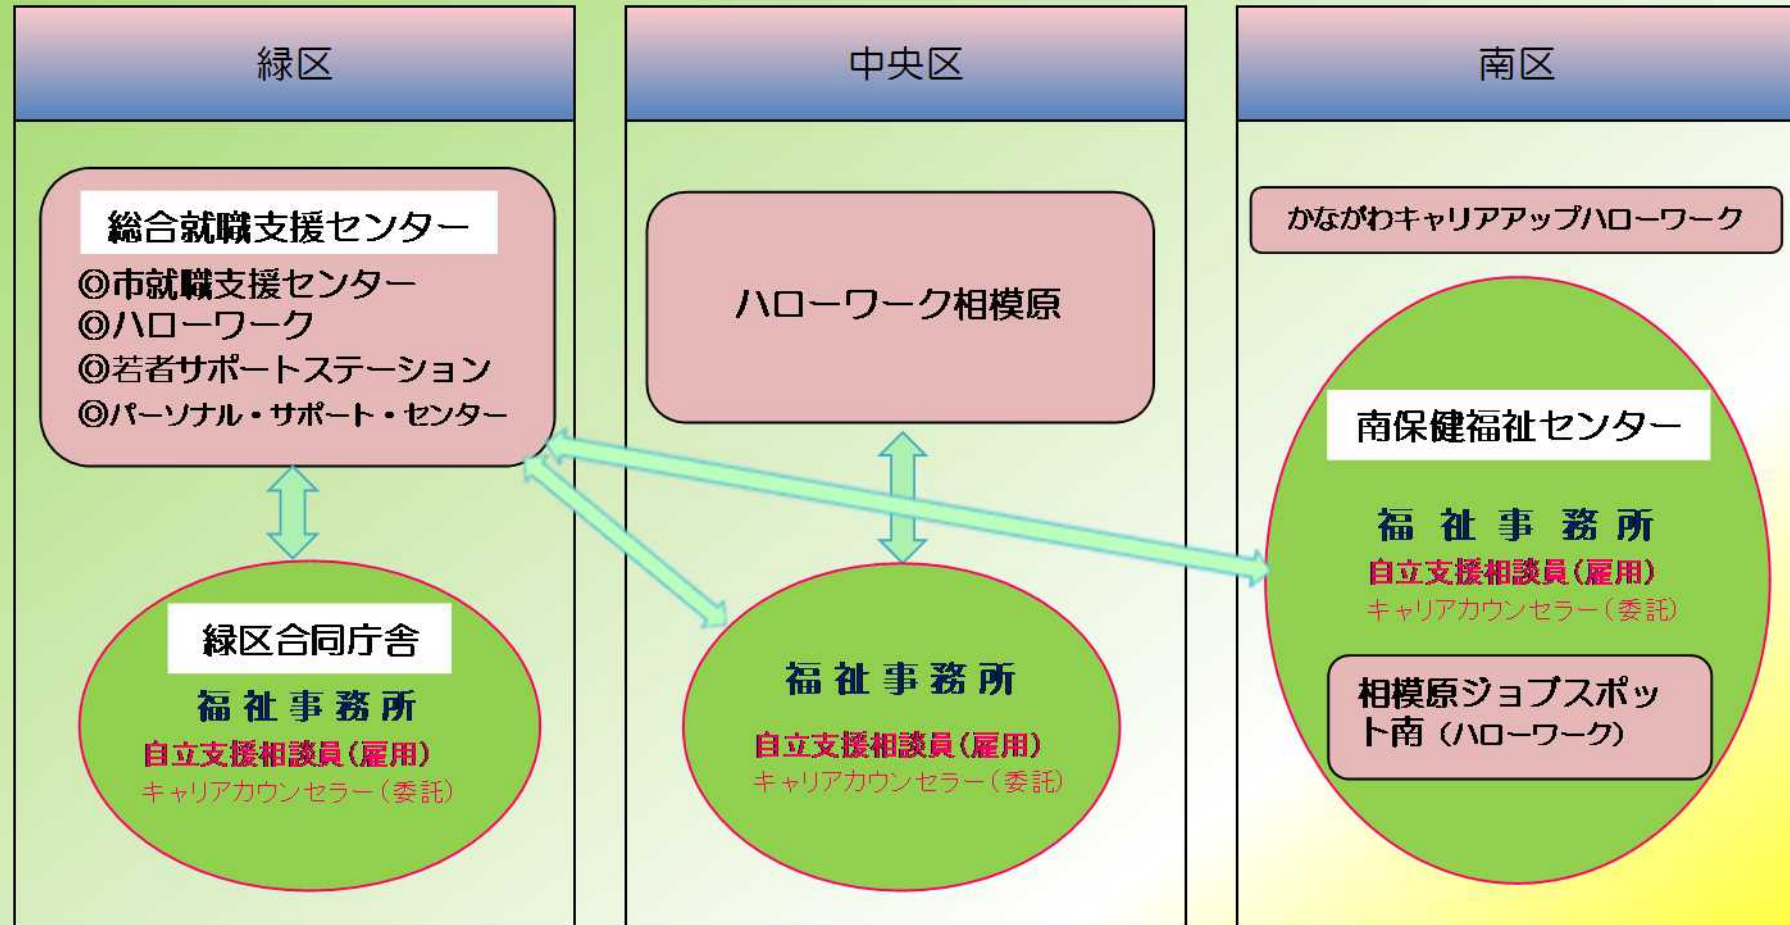 緑区
総合就職支援センター
◎市就職支援センター
◎ハローワーク
◎若者サポートステーション
◎パーソナル・サポート・センター
緑区合同庁舎
福祉事務所
自立支援相談員(雇用)
キャリアカウンセラー(委託)
中央区
ハローワーク相模原
福祉事務所
自立支援相談員(雇用)
キャリアカウンセラー(委託)
南区
かながわキャリアアップハローワーク
南保健福祉センター
福祉事務所
自立支援相談員(雇用)
キャリアカウンセラー(委託)
相模原ジョブスポッ
ト南(ハローワーク)